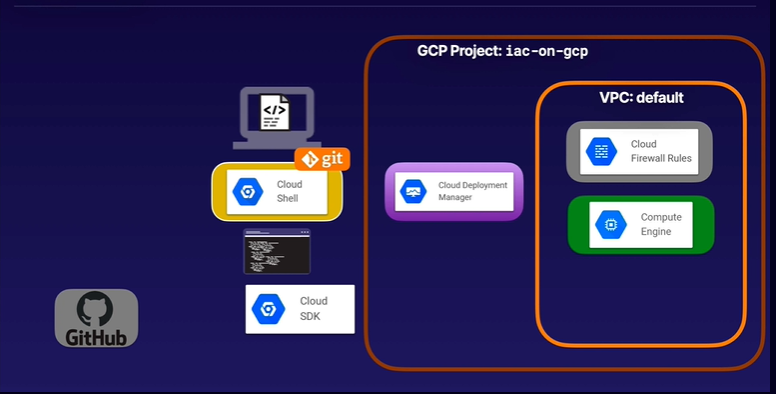 GCP Project: iac-on-gcp
VPC: default
</>
git
Cloud
Shell
Cloud Deployment
Manager
Cloud
Firewall Rules
Compute
Engine
Cloud
SDK
GitHub